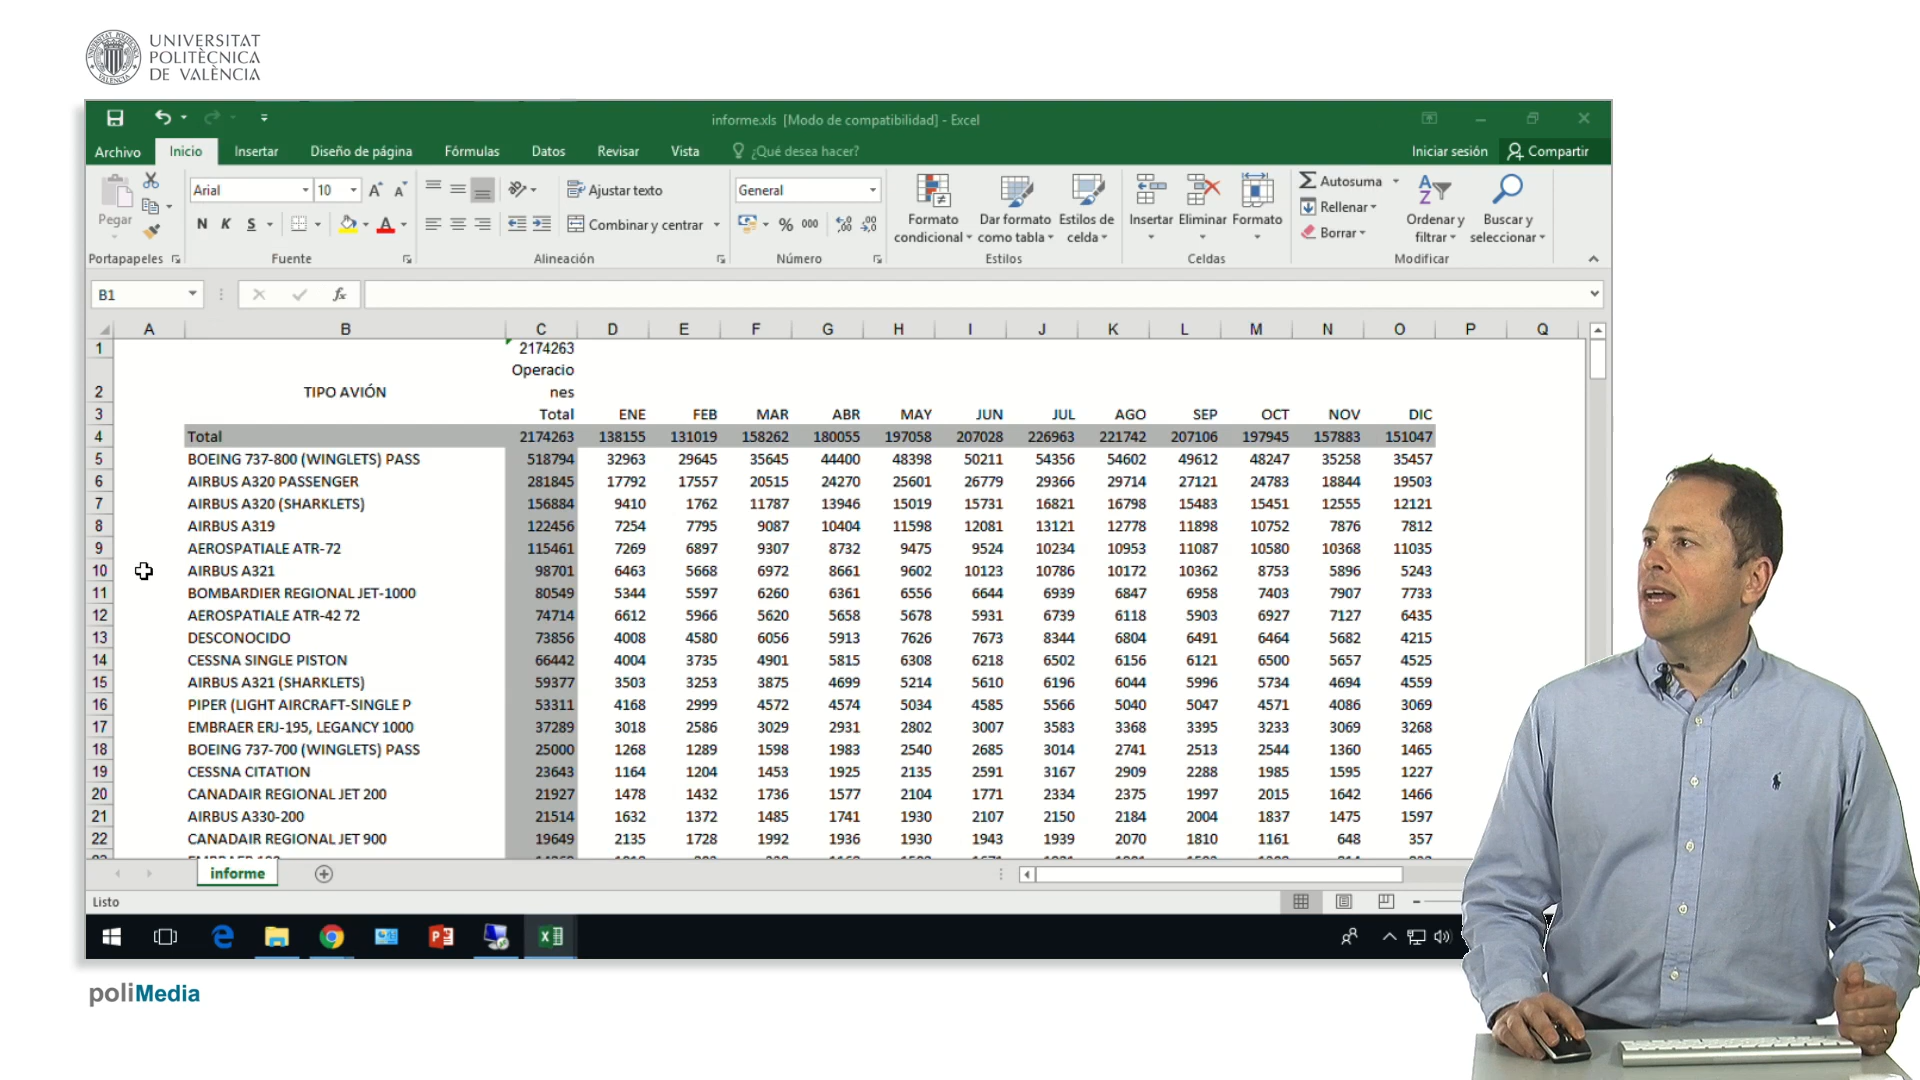 UNIVERSITAT
POLITÈCNICA
DE VALÈNCIA
informe.xls [Modo de compatibilidad] - Excel
Archivo Inicio Insertar Diseño de página Fórmulas Datos Revisar Vista ¿Qué desea hacer? Iniciar sesión Compartir
Pegar Arial 10 Ajustar texto General Formato condicional Dar formato como tabla Estilos de celda Insertar Eliminar Formato Autosuma Rellenar Borrar Ordenar y filtrar Buscar y seleccionar
N K S Combinar y centrar % 000
Portapapeles Fuente Alineación Número Estilos Celdas Modificar
B1 fx
A B C D E F G H I J K L M N O P Q
1 2174263
2 TIPO AVIÓN Operaciones
3 Total ENE FEB MAR ABR MAY JUN JUL AGO SEP OCT NOV DIC
4 Total 2174263 138155 131019 158262 180055 197058 207028 226963 221742 207106 197945 157883 151047
5 BOEING 737-800 (WINGLETS) PASS 518794 32963 29645 35645 44400 48398 50211 54356 54602 49612 48247 35258 35457
6 AIRBUS A320 PASSENGER 281845 17792 17557 20515 24270 25601 26779 29366 29714 27121 24783 18844 19503
7 AIRBUS A320 (SHARKLETS) 156884 9410 1762 11787 13946 15019 15731 16821 16798 15483 15451 12555 12121
8 AIRBUS A319 122456 7254 7795 9087 10404 11598 12081 13121 12778 11898 10752 7876 7812
9 AEROSPATIALE ATR-72 115461 7269 6897 9307 8732 9475 9524 10234 10953 11087 10580 10368 11035
10 AIRBUS A321 98701 6463 5668 6972 8661 9602 10123 10786 10172 10362 8753 5896 5243
11 BOMBARDIER REGIONAL JET-1000 80549 5344 5597 6260 6361 6556 6644 6939 6847 6958 7403 7907 7733
12 AEROSPATIALE ATR-42 72 74714 6612 5966 5620 5658 5678 5931 6739 6118 5903 6927 7127 6435
13 DESCONOCIDO 73856 4008 4580 6056 5913 7626 7673 8344 6804 6491 6464 5682 4215
14 CESSNA SINGLE PISTON 66442 4004 3735 4901 5815 6308 6218 6502 6156 6121 6500 5657 4525
15 AIRBUS A321 (SHARKLETS) 59377 3503 3253 3875 4699 5214 5610 6196 6044 5996 5734 4694 4559
16 PIPER (LIGHT AIRCRAFT-SINGLE P 53311 4168 2999 4572 4574 5034 4585 5566 5040 5047 4571 4086 3069
17 EMBRAER ERJ-195, LEGANCY 1000 37289 3018 2586 3029 2931 2802 3007 3583 3368 3395 3233 3069 3268
18 BOEING 737-700 (WINGLETS) PASS 25000 1268 1289 1598 1983 2540 2685 3014 2741 2513 2544 1360 1465
19 CESSNA CITATION 23643 1164 1204 1453 1925 2135 2591 3167 2909 2288 1985 1595 1227
20 CANADAIR REGIONAL JET 200 21927 1478 1432 1736 1577 2104 1771 2334 2375 1997 2015 1642 1466
21 AIRBUS A330-200 21514 1632 1372 1485 1741 1930 2107 2150 2184 2004 1837 1475 1597
22 CANADAIR REGIONAL JET 900 19649 2135 1728 1992 1936 1930 1943 1939 2070 1810 1161 648 357
informe
Listo
poliMedia